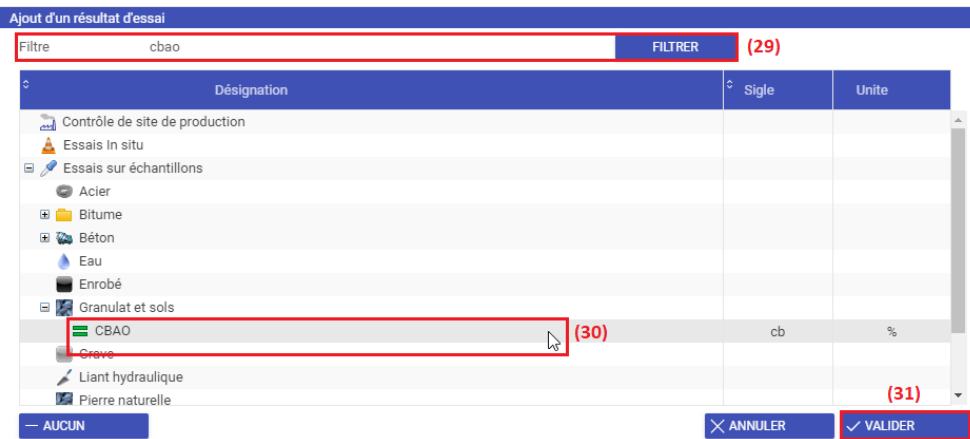 Ajout d'un résultat d'essai
Filtre cbao FILTRER (29)
Désignation Sigle Unite
Contrôle de site de production
Essais In situ
Essais sur échantillons
Acier
Bitume
Béton
Eau
Enrobé
Granulat et sols
CBAO (30) cb %
Grave
Liant hydraulique
Pierre naturelle (31)
AUCUN ANNULER VALIDER